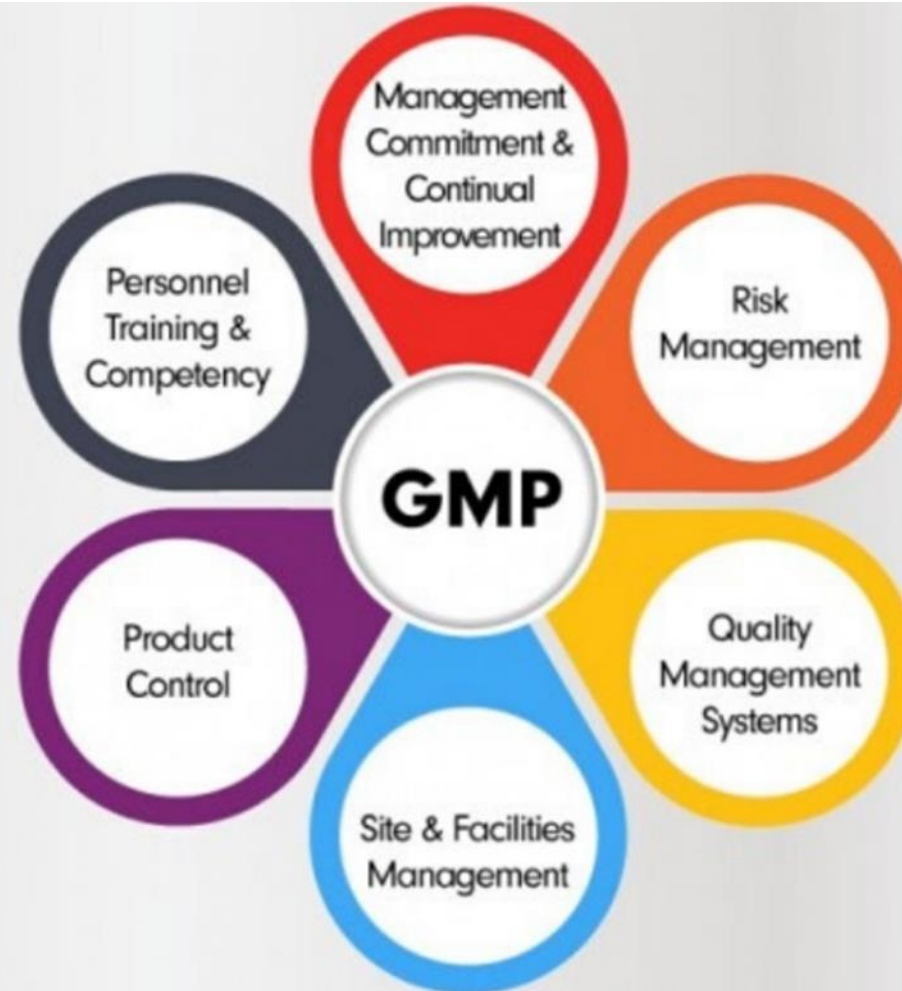 Management
Commitment &
Continual
Improvement
Risk
Management
Quality
Management
Systems
Site & Facilities
Management
Product
Control
Personnel
Training &
Competency
GMP